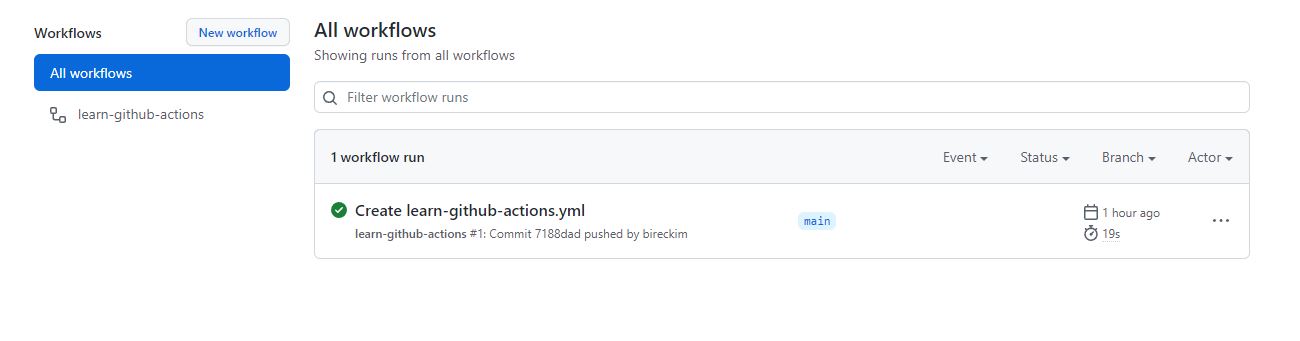 Workflows
New workflow
All workflows
learn-github-actions
All workflows
Showing runs from all workflows
Filter workflow runs
1 workflow run
Event
Status
Branch
Actor
Create learn-github-actions.yml
learn-github-actions #1: Commit 7188dad pushed by bireckim
main
1 hour ago
19s